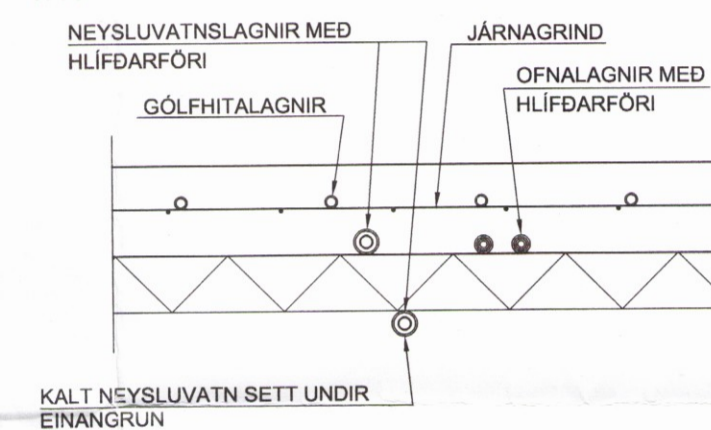 NEYSLUVATNSLAGNIR MEÐ
HLÍFÐARFÖRI
JÁRNAGRIND
OFNALAGNIR MEÐ
HLÍFÐARFÖRI
GÓLFHITALAGNIR
KALT NEYSLUVATN SETT UNDIR
EINANGRUN